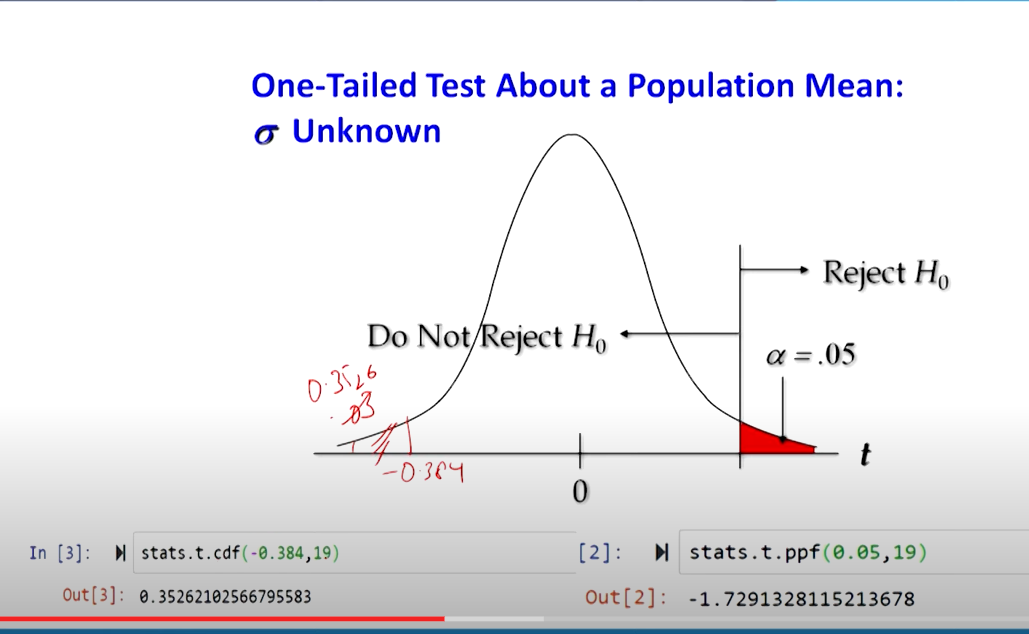 One-Tailed Test About a Population Mean:
σ Unknown
Reject H0
Do Not Reject H0
α = .05
0.3526
-0.384
t
0
In [3]: stats.t.cdf(-0.384,19)
[2]: stats.t.ppf(0.05,19)
Out[3]: 0.35262102566795583
Out[2]: -1.7291328115213678